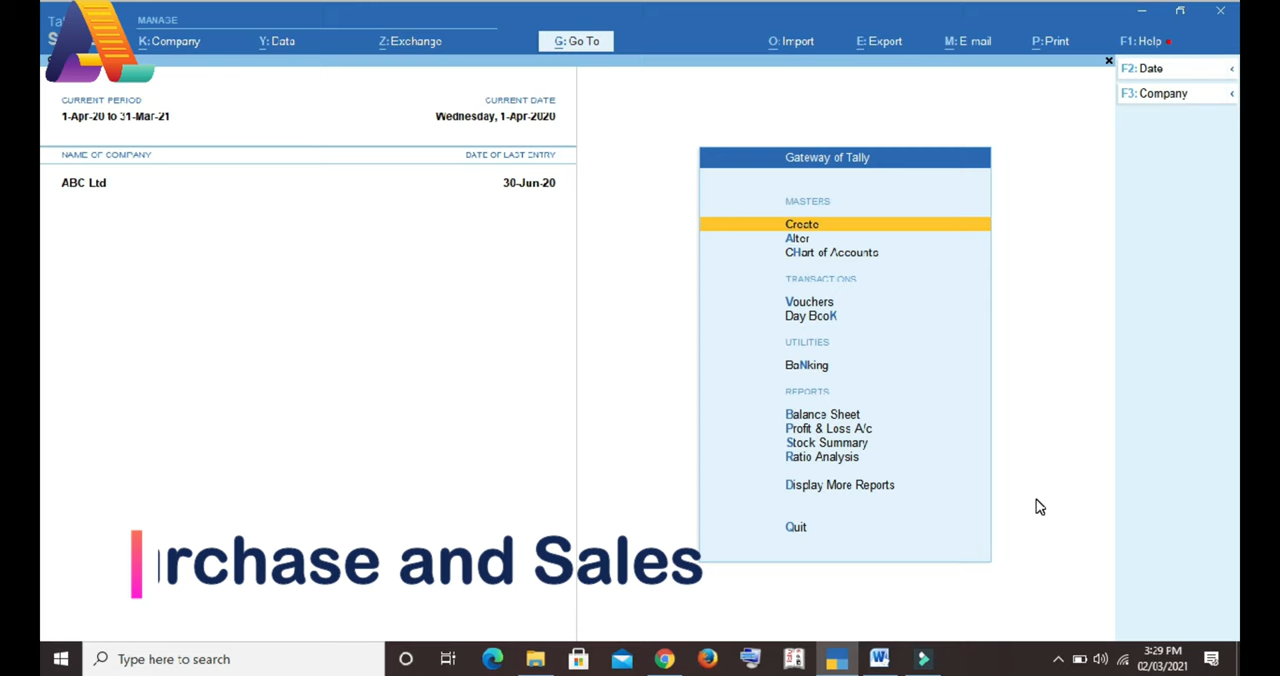 MANAGE
K: Company Y: Data Z: Exchange G: Go To O: Import E: Export M: E mail P: Print F1: Help
F2: Date
F3: Company
CURRENT PERIOD CURRENT DATE
1-Apr-20 to 31-Mar-21 Wednesday, 1-Apr-2020
NAME OF COMPANY DATE OF LAST ENTRY
ABC Ltd 30-Jun-20
Gateway of Tally
MASTERS
Create
Alter
CHart of Accounts
TRANSACTIONS
Vouchers
Day BooK
UTILITIES
BaNking
REPORTS
Balance Sheet
Profit & Loss A/c
Stock Summary
Ratio Analysis
Display More Reports
Quit
rchase and Sales
Type here to search
3:29 PM
02/03/2021